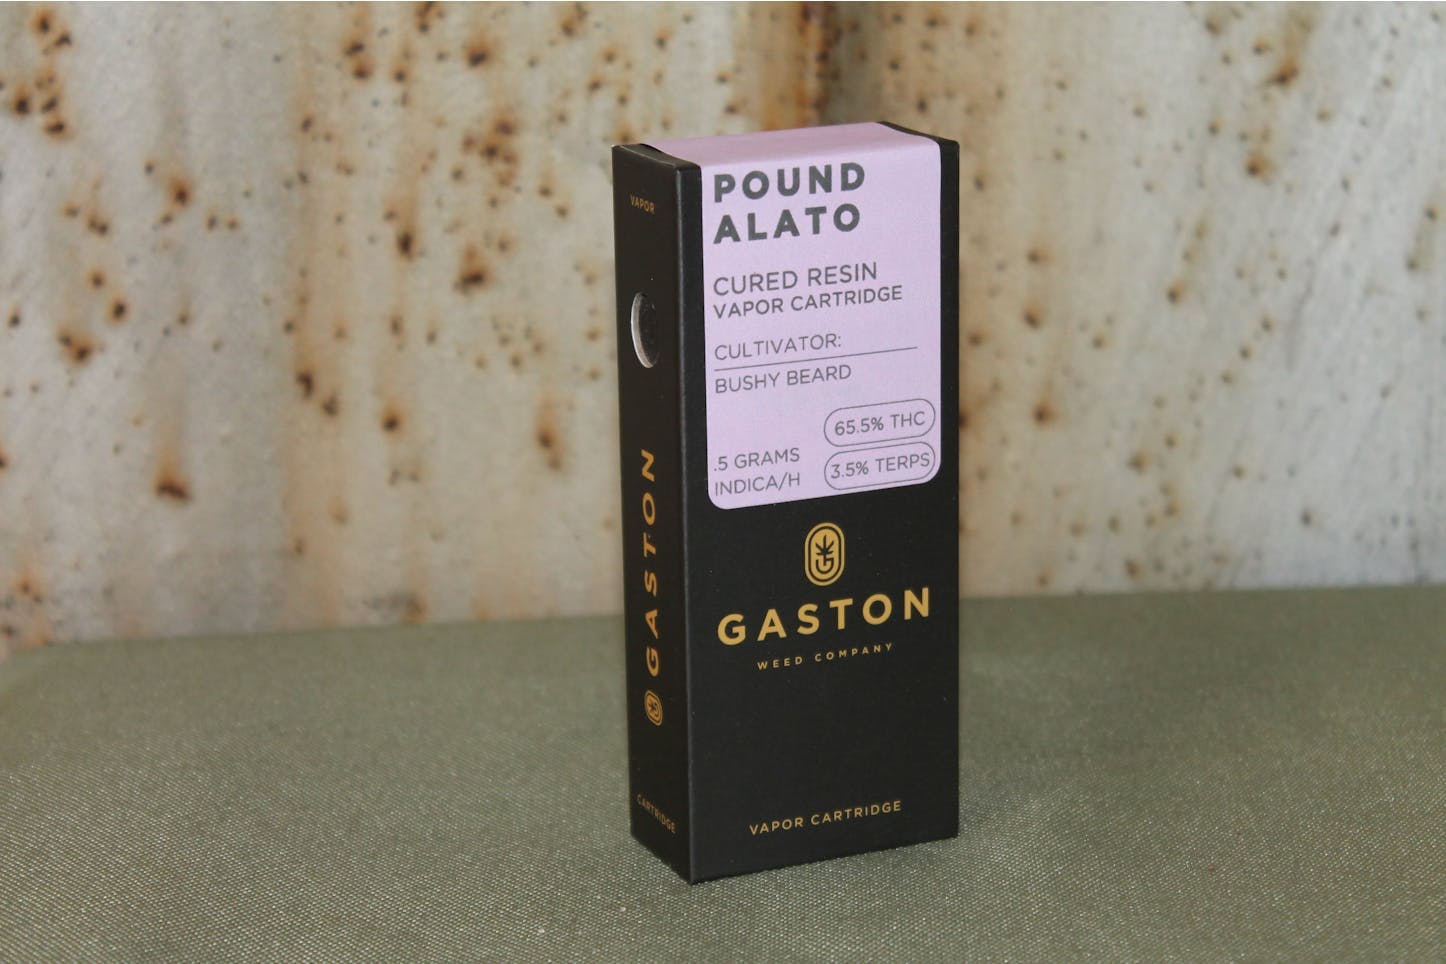 POUND
ALATO
CURED RESIN
VAPOR CARTRIDGE
CULTIVATOR:
BUSHY BEARD
65.5% THC
.5 GRAMS
3.5% TERPS
INDICA/H
GASTON
WEED COMPANY
VAPOR CARTRIDGE
VAPOR
GASTON
CARTRIDGE